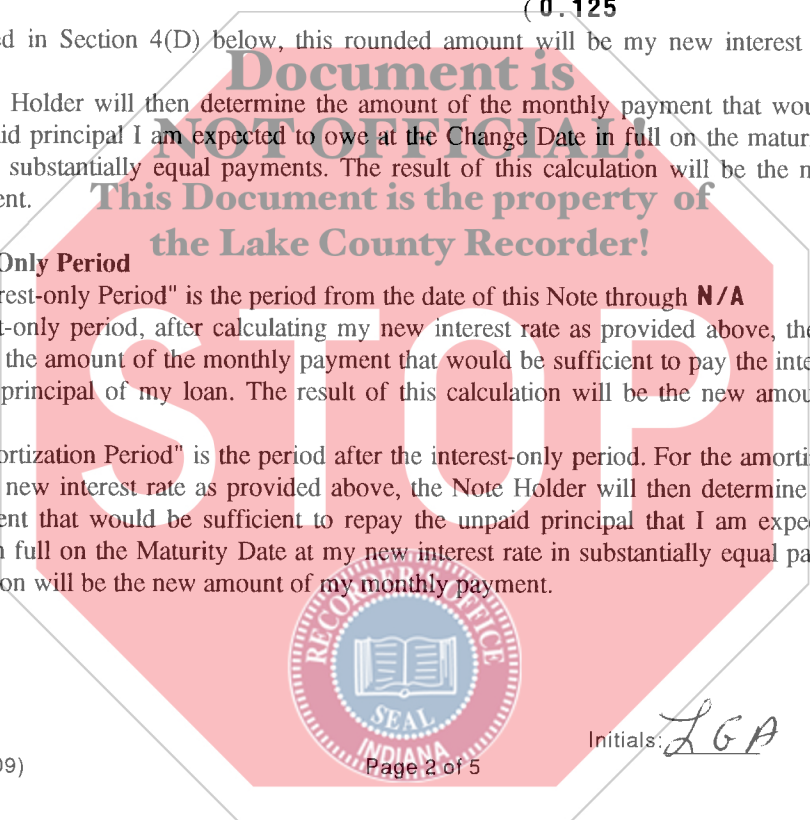 ( 0.125
d in Section 4(D) below, this rounded amount will be my new interest
Document is
Holder will then determine the amount of the monthly payment that wou
NOT OFFICIAL!
id principal I am expected to owe at the Change Date in full on the matur
substantially equal payments. The result of this calculation will be the n
This Document is the property of
ent.
the Lake County Recorder!
Only Period
rest-only Period" is the period from the date of this Note through N/A
t-only period, after calculating my new interest rate as provided above, the
the amount of the monthly payment that would be sufficient to pay the inte
principal of my loan. The result of this calculation will be the new amou
STOP
ortization Period" is the period after the interest-only period. For the amorti
new interest rate as provided above, the Note Holder will then determine
ent that would be sufficient to repay the unpaid principal that I am expe
n full on the Maturity Date at my new interest rate in substantially equal pa
on will be the new amount of my monthly payment.
RECORDER'S OFFICE
SEAL
INDIANA
Initials: LGA
09)
Page 2 of 5